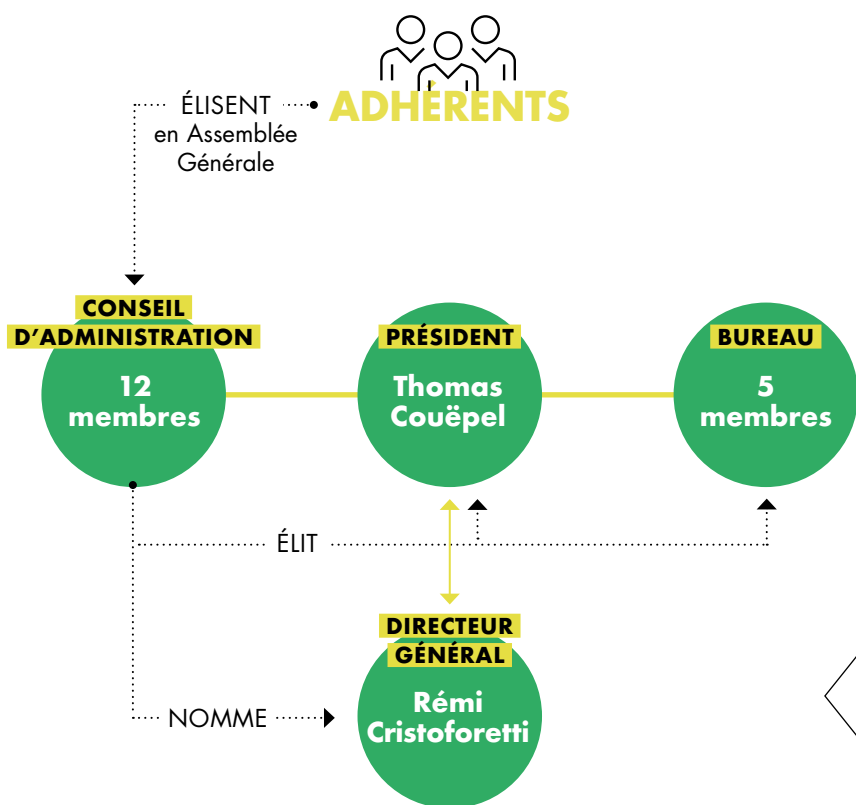 ADHÉRENTS
ÉLISENT
en Assemblée
Générale
CONSEIL
D’ADMINISTRATION
12
membres
PRÉSIDENT
Thomas
Couëpel
BUREAU
5
membres
ÉLIT
DIRECTEUR
GÉNÉRAL
Rémi
Cristoforetti
NOMME